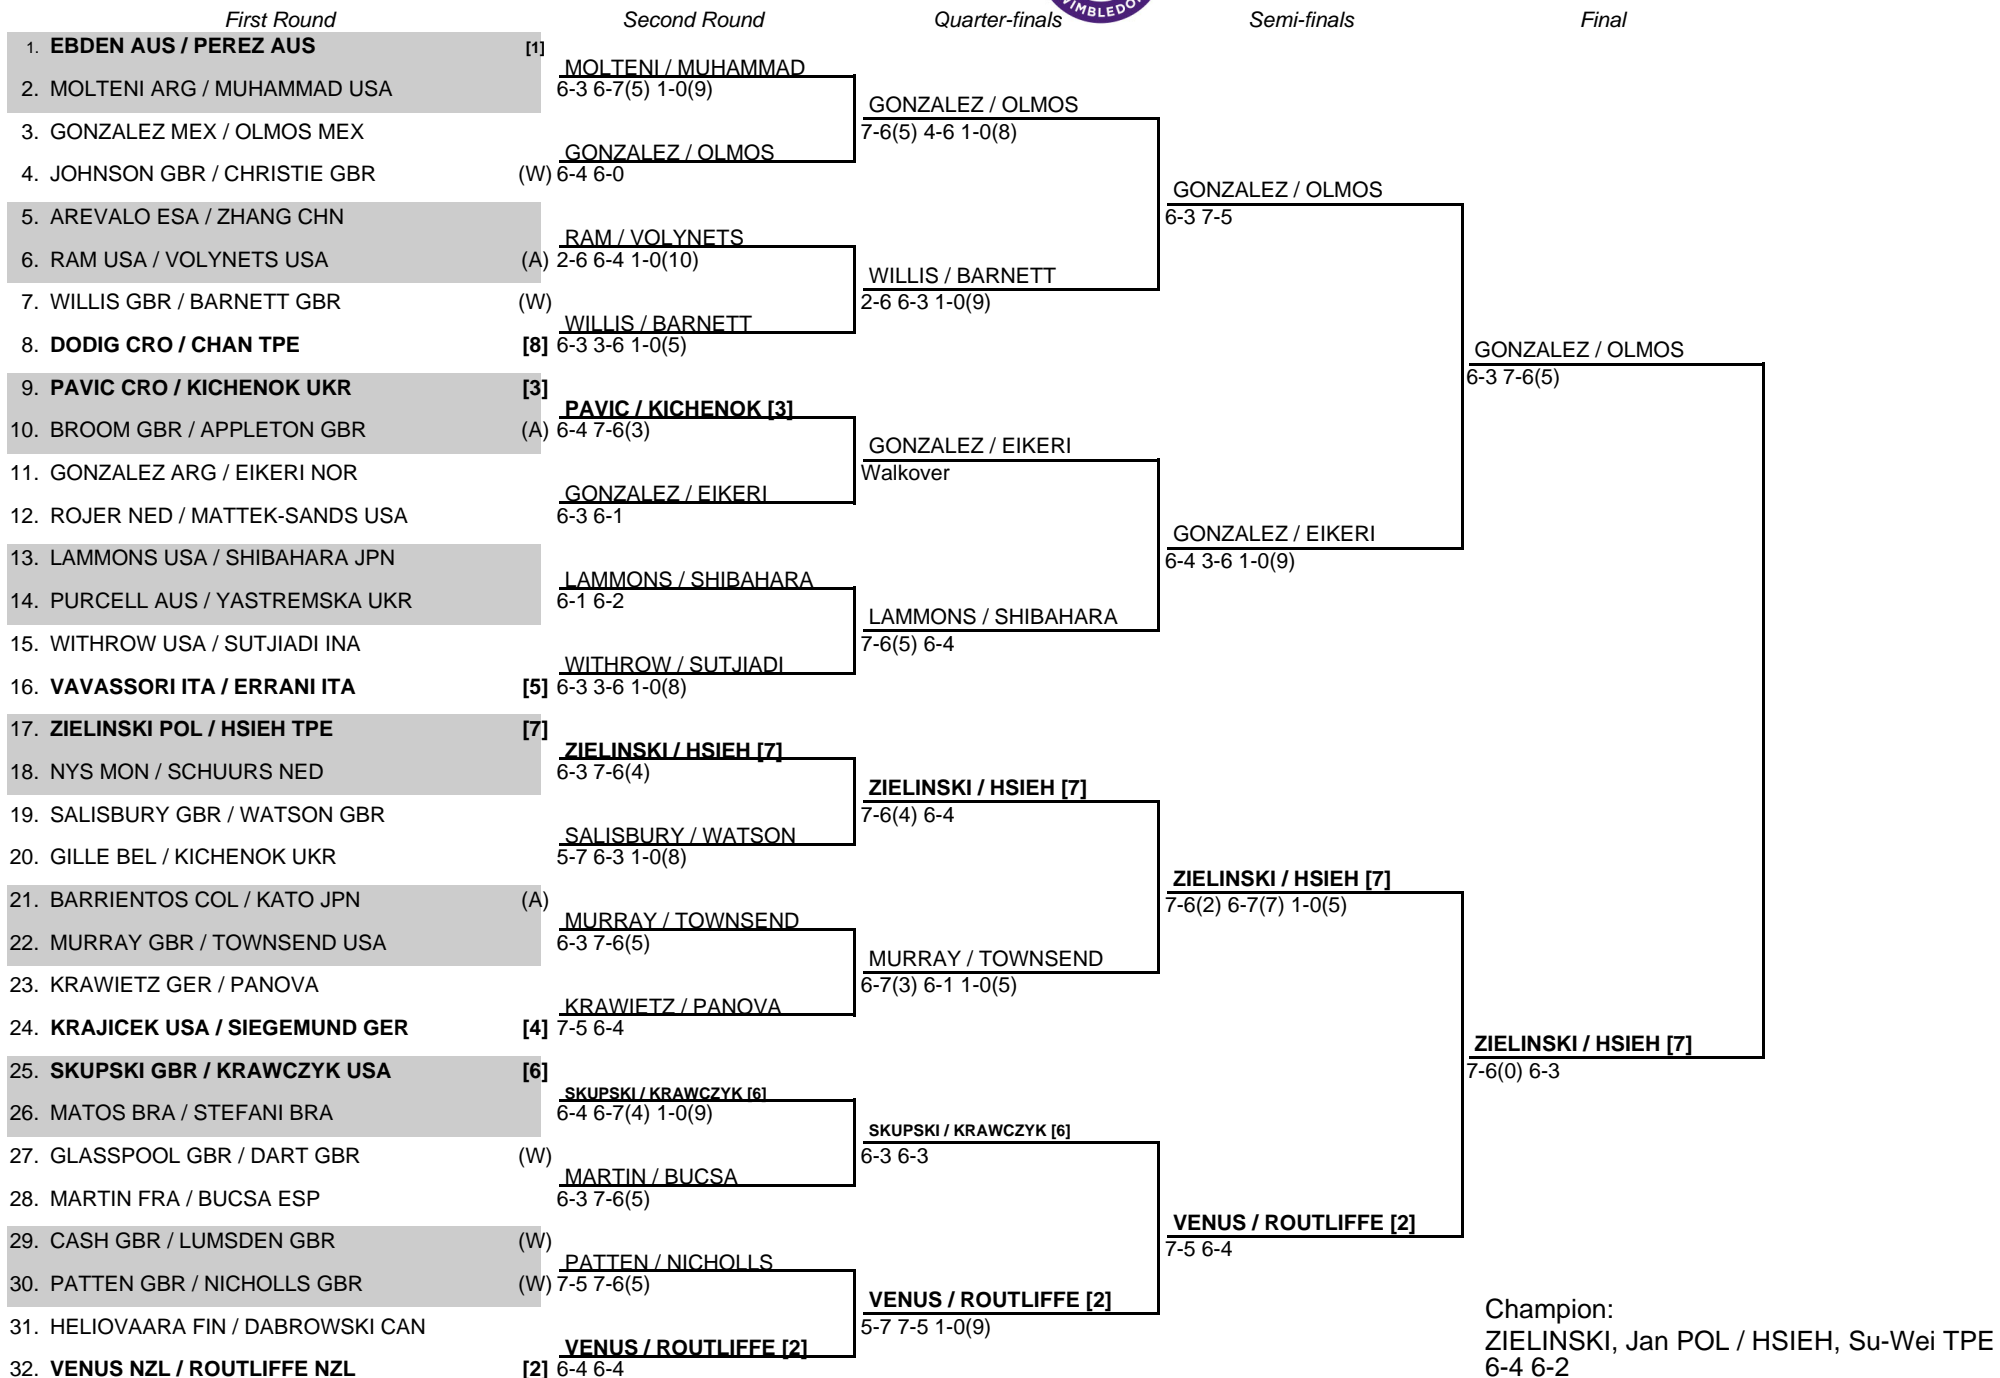 WIMBLEDON
First Round Second Round Quarter-finals Semi-finals Final
1. EBDEN AUS / PEREZ AUS [1]
MOLTENI / MUHAMMAD
2. MOLTENI ARG / MUHAMMAD USA 6-3 6-7(5) 1-0(9)
GONZALEZ / OLMOS
3. GONZALEZ MEX / OLMOS MEX 7-6(5) 4-6 1-0(8)
GONZALEZ / OLMOS
4. JOHNSON GBR / CHRISTIE GBR (W) 6-4 6-0
GONZALEZ / OLMOS
5. AREVALO ESA / ZHANG CHN 6-3 7-5
RAM / VOLYNETS
6. RAM USA / VOLYNETS USA (A) 2-6 6-4 1-0(10)
WILLIS / BARNETT
7. WILLIS GBR / BARNETT GBR (W) 2-6 6-3 1-0(9)
WILLIS / BARNETT
8. DODIG CRO / CHAN TPE [8] 6-3 3-6 1-0(5)
GONZALEZ / OLMOS
6-3 7-6(5)
9. PAVIC CRO / KICHENOK UKR [3]
PAVIC / KICHENOK [3]
10. BROOM GBR / APPLETON GBR (A) 6-4 7-6(3)
GONZALEZ / EIKERI
11. GONZALEZ ARG / EIKERI NOR Walkover
GONZALEZ / EIKERI
12. ROJER NED / MATTEK-SANDS USA 6-3 6-1
GONZALEZ / EIKERI
13. LAMMONS USA / SHIBAHARA JPN 6-4 3-6 1-0(9)
LAMMONS / SHIBAHARA
14. PURCELL AUS / YASTREMSKA UKR 6-1 6-2
LAMMONS / SHIBAHARA
15. WITHROW USA / SUTJIADI INA 7-6(5) 6-4
WITHROW / SUTJIADI
16. VAVASSORI ITA / ERRANI ITA [5] 6-3 3-6 1-0(8)
17. ZIELINSKI POL / HSIEH TPE [7]
ZIELINSKI / HSIEH [7]
18. NYS MON / SCHUURS NED 6-3 7-6(4)
ZIELINSKI / HSIEH [7]
19. SALISBURY GBR / WATSON GBR 7-6(4) 6-4
SALISBURY / WATSON
20. GILLE BEL / KICHENOK UKR 5-7 6-3 1-0(8)
ZIELINSKI / HSIEH [7]
21. BARRIENTOS COL / KATO JPN (A) 7-6(2) 6-7(7) 1-0(5)
MURRAY / TOWNSEND
22. MURRAY GBR / TOWNSEND USA 6-3 7-6(5)
MURRAY / TOWNSEND
23. KRAWIETZ GER / PANOVA 6-7(3) 6-1 1-0(5)
KRAWIETZ / PANOVA
24. KRAJICEK USA / SIEGEMUND GER [4] 7-5 6-4
ZIELINSKI / HSIEH [7]
25. SKUPSKI GBR / KRAWCZYK USA [6] 7-6(0) 6-3
SKUPSKI / KRAWCZYK [6]
26. MATOS BRA / STEFANI BRA 6-4 6-7(4) 1-0(9)
SKUPSKI / KRAWCZYK [6]
27. GLASSPOOL GBR / DART GBR (W) 6-3 6-3
MARTIN / BUCSA
28. MARTIN FRA / BUCSA ESP 6-3 7-6(5)
VENUS / ROUTLIFFE [2]
29. CASH GBR / LUMSDEN GBR (W) 7-5 6-4
PATTEN / NICHOLLS
30. PATTEN GBR / NICHOLLS GBR (W) 7-5 7-6(5)
VENUS / ROUTLIFFE [2]
31. HELIOVAARA FIN / DABROWSKI CAN 5-7 7-5 1-0(9)
VENUS / ROUTLIFFE [2]
32. VENUS NZL / ROUTLIFFE NZL [2] 6-4 6-4
Champion:
ZIELINSKI, Jan POL / HSIEH, Su-Wei TPE
6-4 6-2